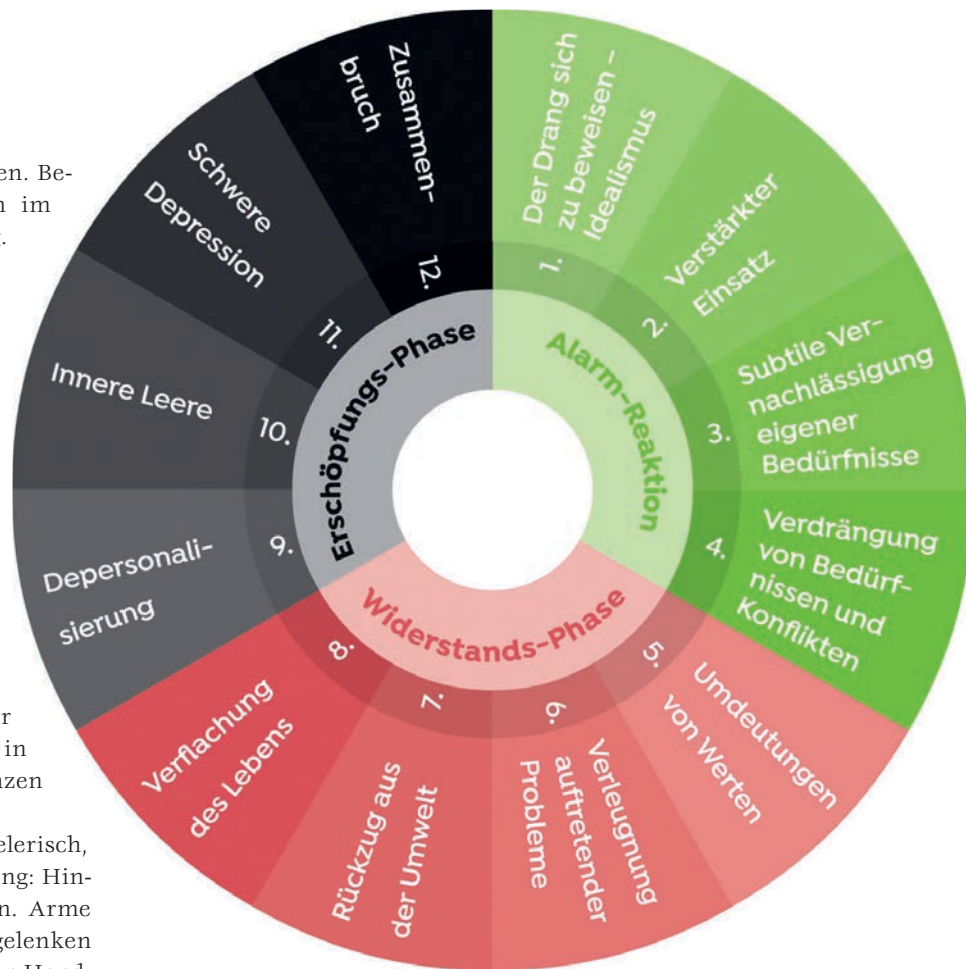 en. Be-
im
Der Drang sich
zu beweisen –
Idealismus
1.
Verstärkter
Einsatz
2.
Subtile Ver-
nachlässigung
eigener
Bedürfnisse
3.
Verdrängung
von Bedürf-
nissen und
Konflikten
4.
Umdeutungen
von Werten
5.
Verleugnung
auftretender
Probleme
6.
Rückzug aus
der Umwelt
7.
Verflachung
des Lebens
8.
Depersonali-
sierung
9.
Innere Leere
10.
Schwere
Depression
11.
Zusammen-
bruch
12.
Alarm-Reaktion
Widerstands-Phase
Erschöpfungs-Phase
r
in
nzen
elerisch,
ng: Hin-
n. Arme
gelenken